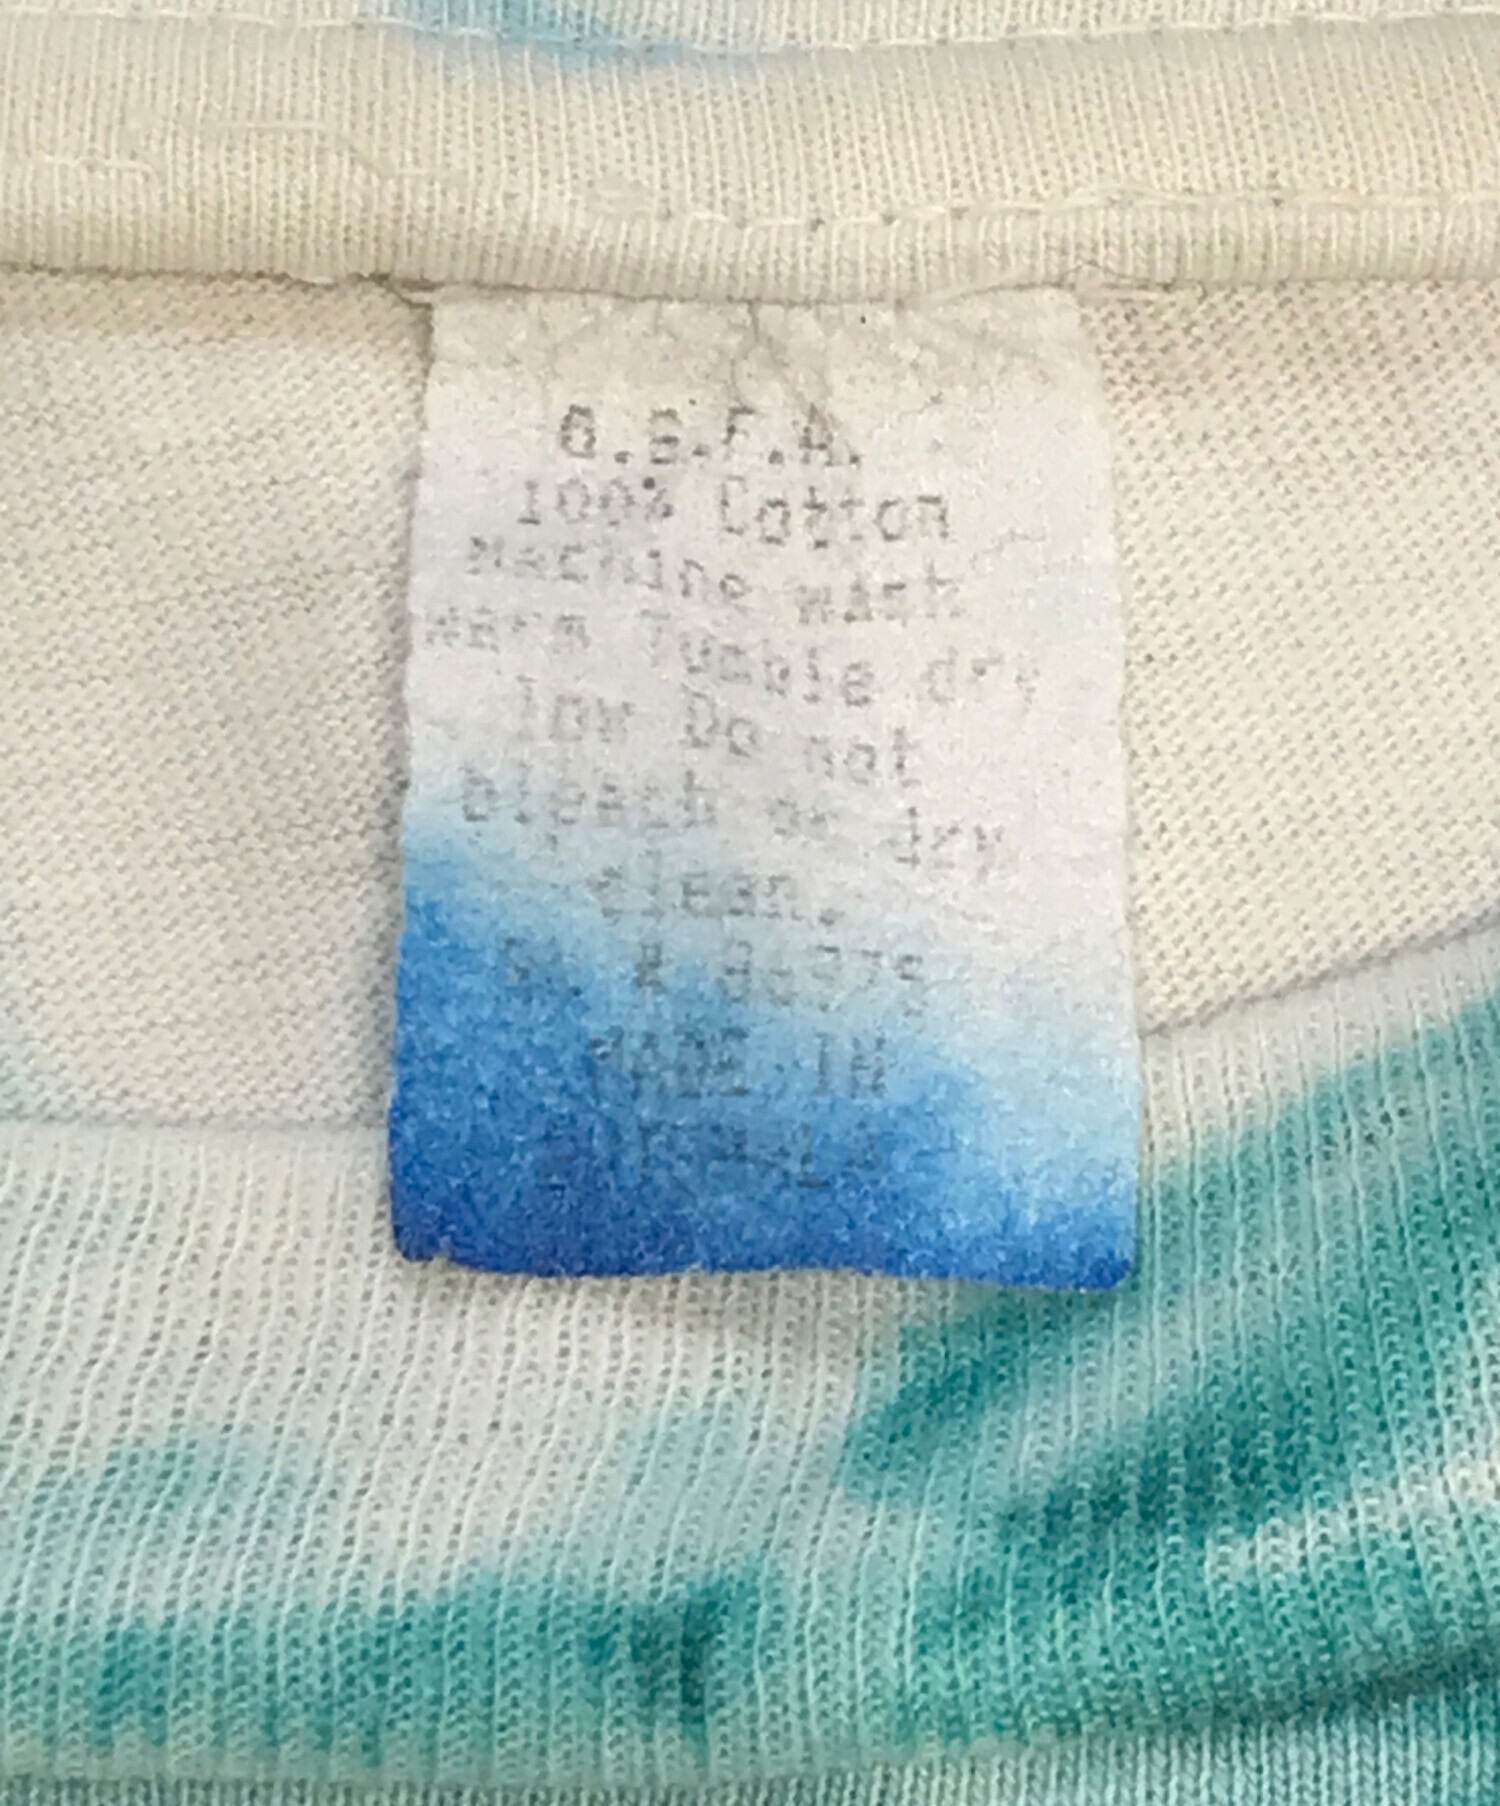 100% Cotton
Machine wash
warm Tumble dry
low Do not
bleach or dry
clean.
MADE IN